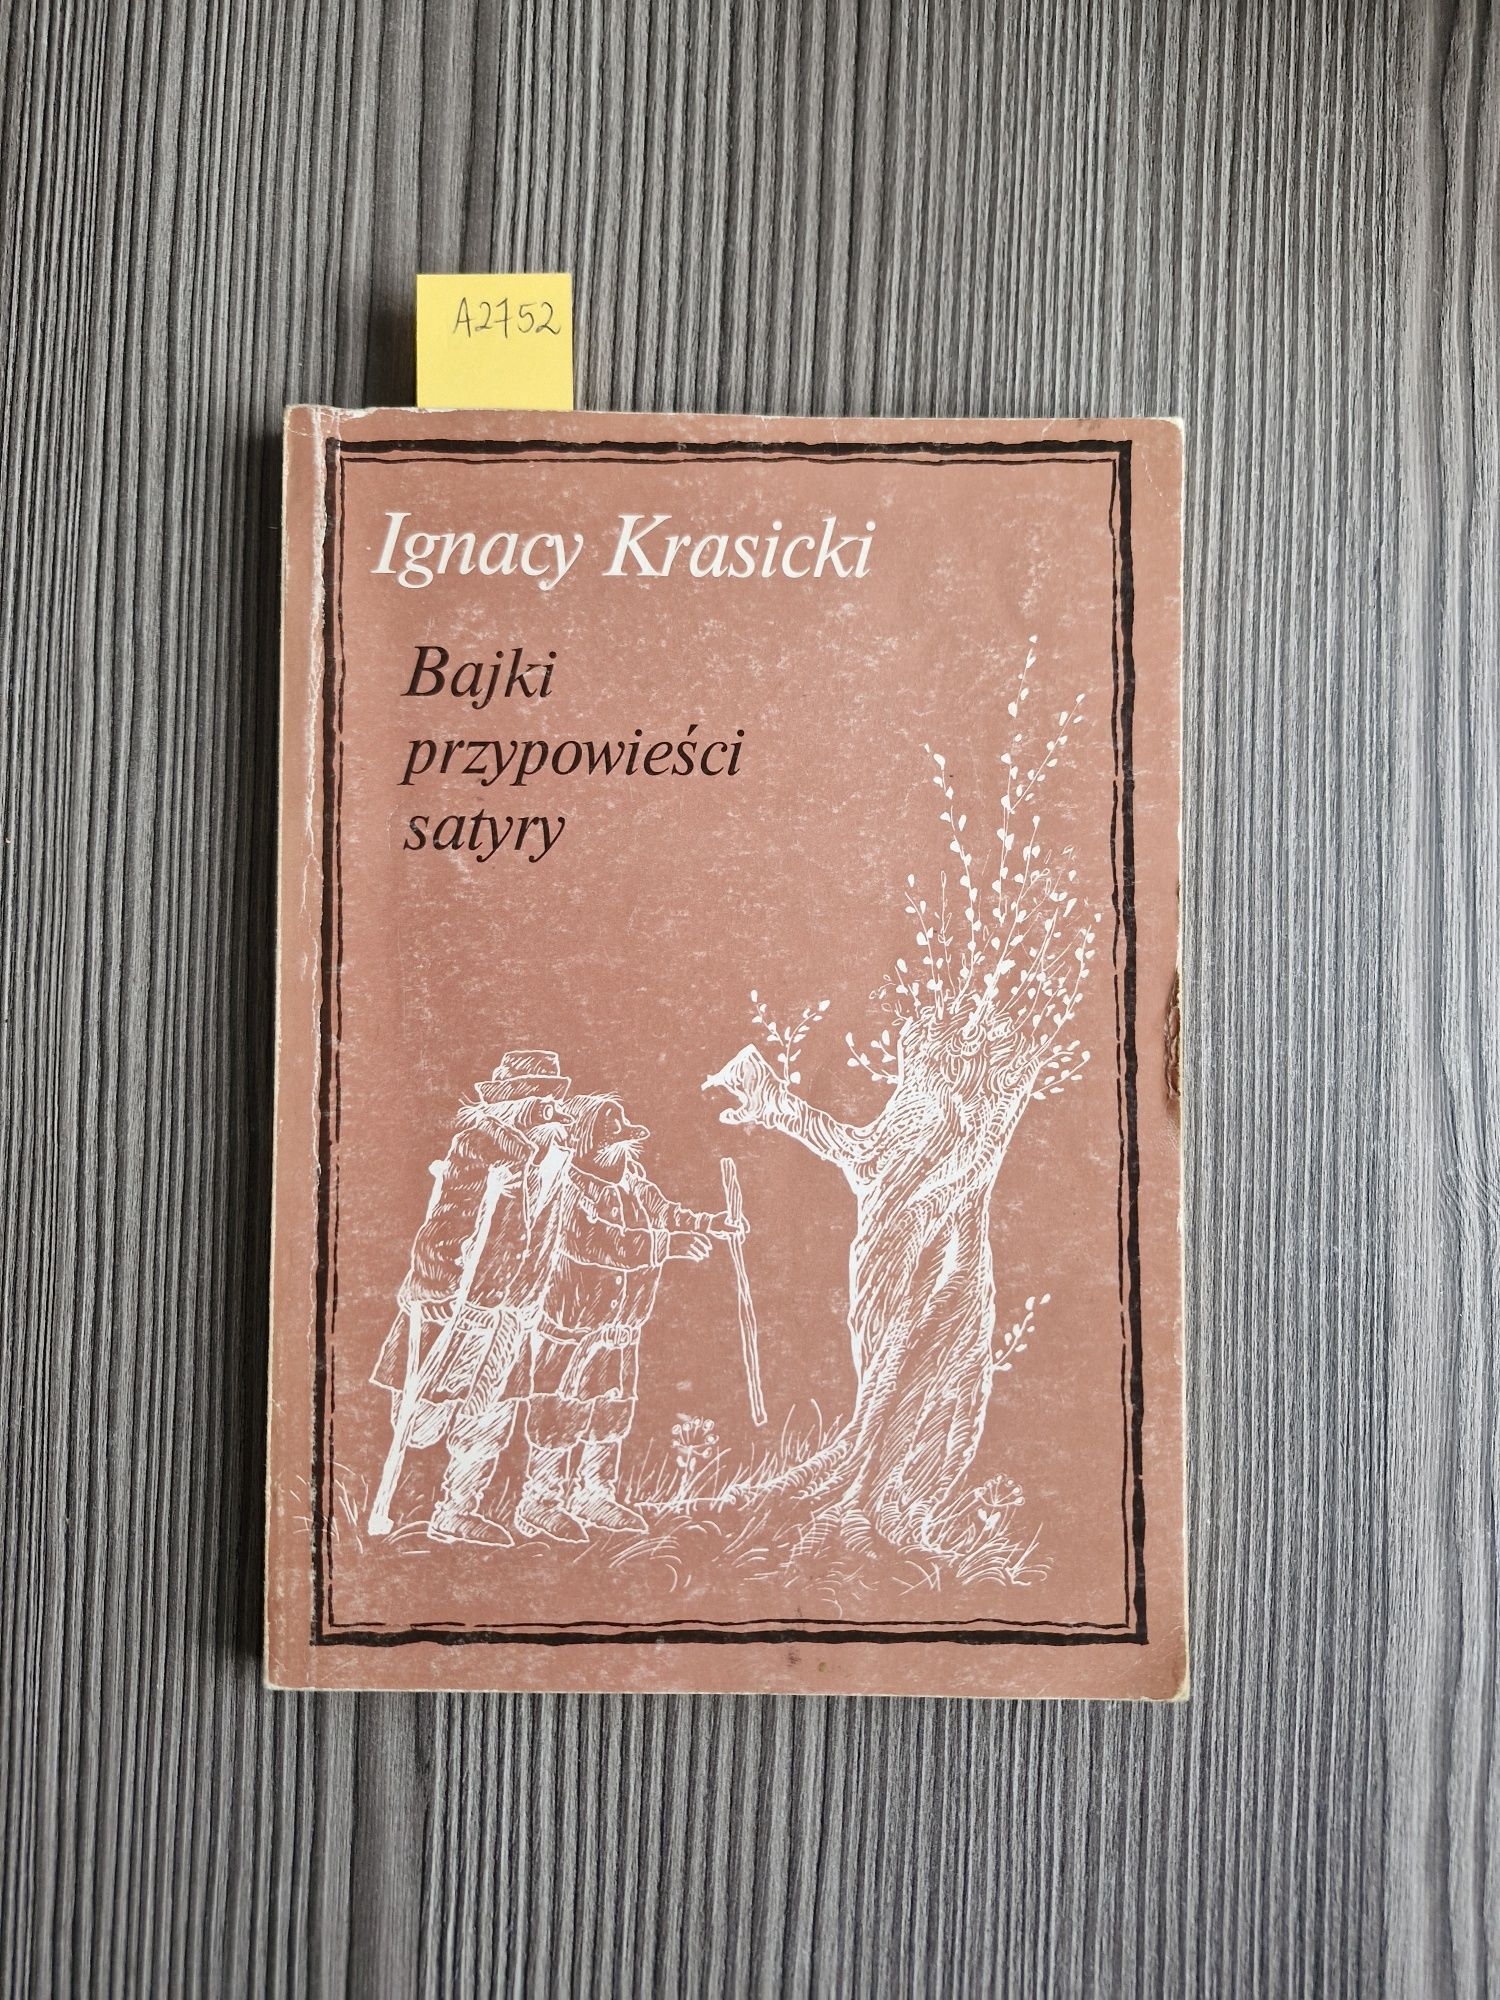 A2752
Ignacy Krasicki
Bajki
przypowieści
satyry